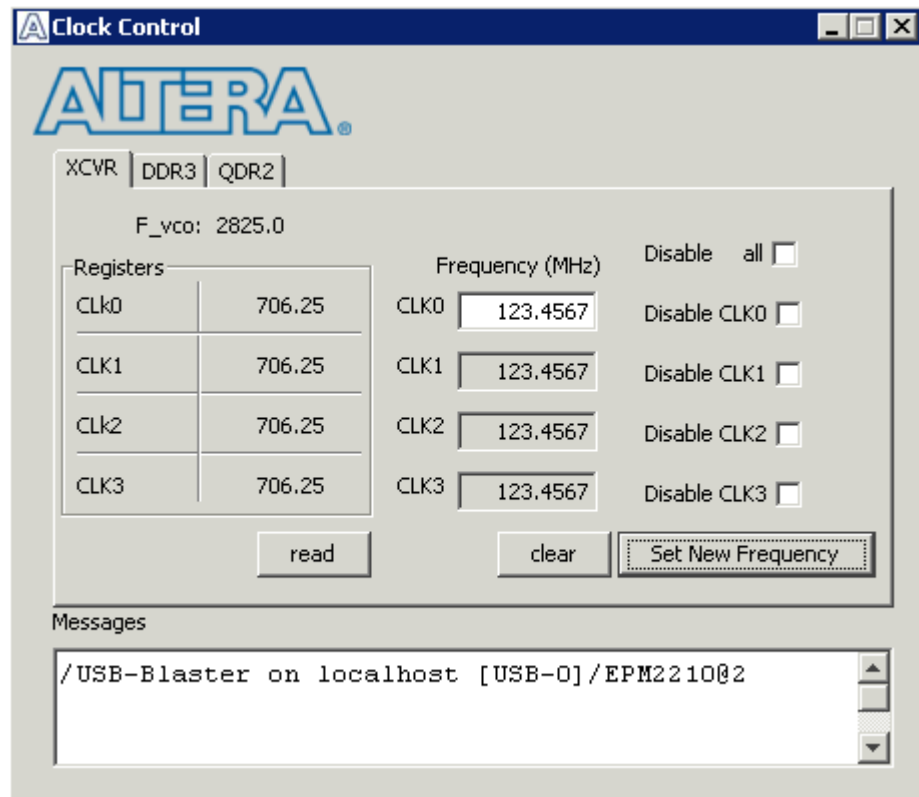 Clock Control
ALTERA®
XCVR DDR3 QDR2
F_vco: 2825.0
Registers
CLk0 706.25
CLK1 706.25
CLk2 706.25
CLK3 706.25
Frequency (MHz)
CLK0 123.4567
CLK1 123.4567
CLK2 123.4567
CLK3 123.4567
Disable all
Disable CLK0
Disable CLK1
Disable CLK2
Disable CLK3
read clear Set New Frequency
Messages
/USB-Blaster on localhost [USB-0]/EPM2210@2